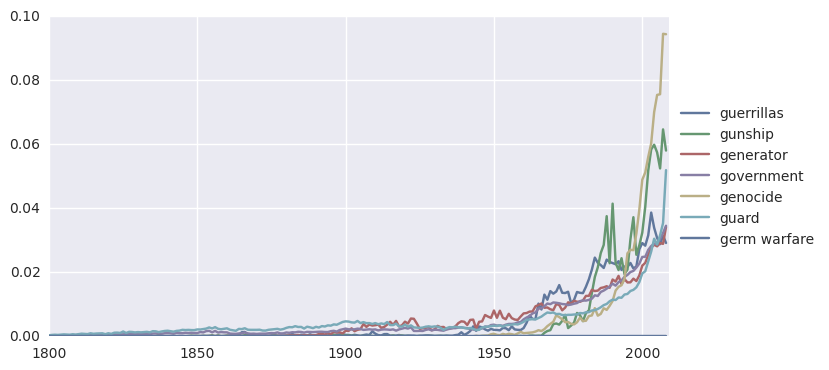 0.10
0.08
0.06
0.04
0.02
0.00
1800 1850 1900 1950 2000
guerrillas
gunship
generator
government
genocide
guard
germ warfare